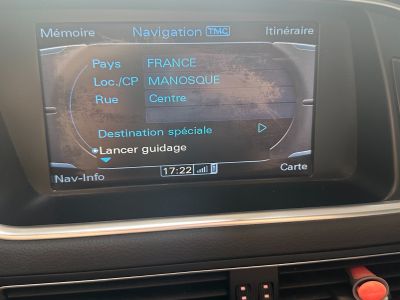 Mémoire Navigation TMC Itinéraire
Pays FRANCE
Loc./CP MANOSQUE
Rue Centre
Destination spéciale
Lancer guidage
Nav-Info 17:22 Carte